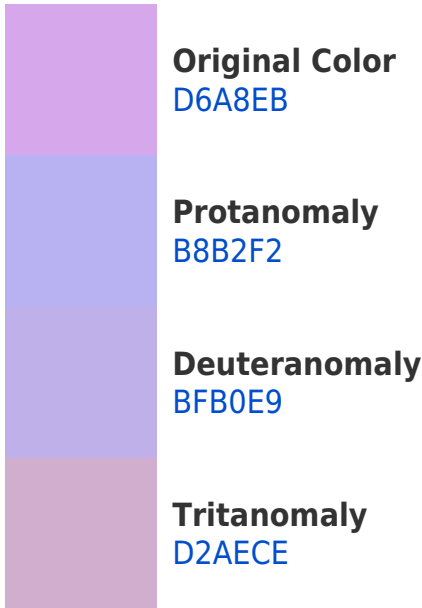 Original Color
D6A8EB
Protanomaly
B8B2F2
Deuteranomaly
BFB0E9
Tritanomaly
D2AECE